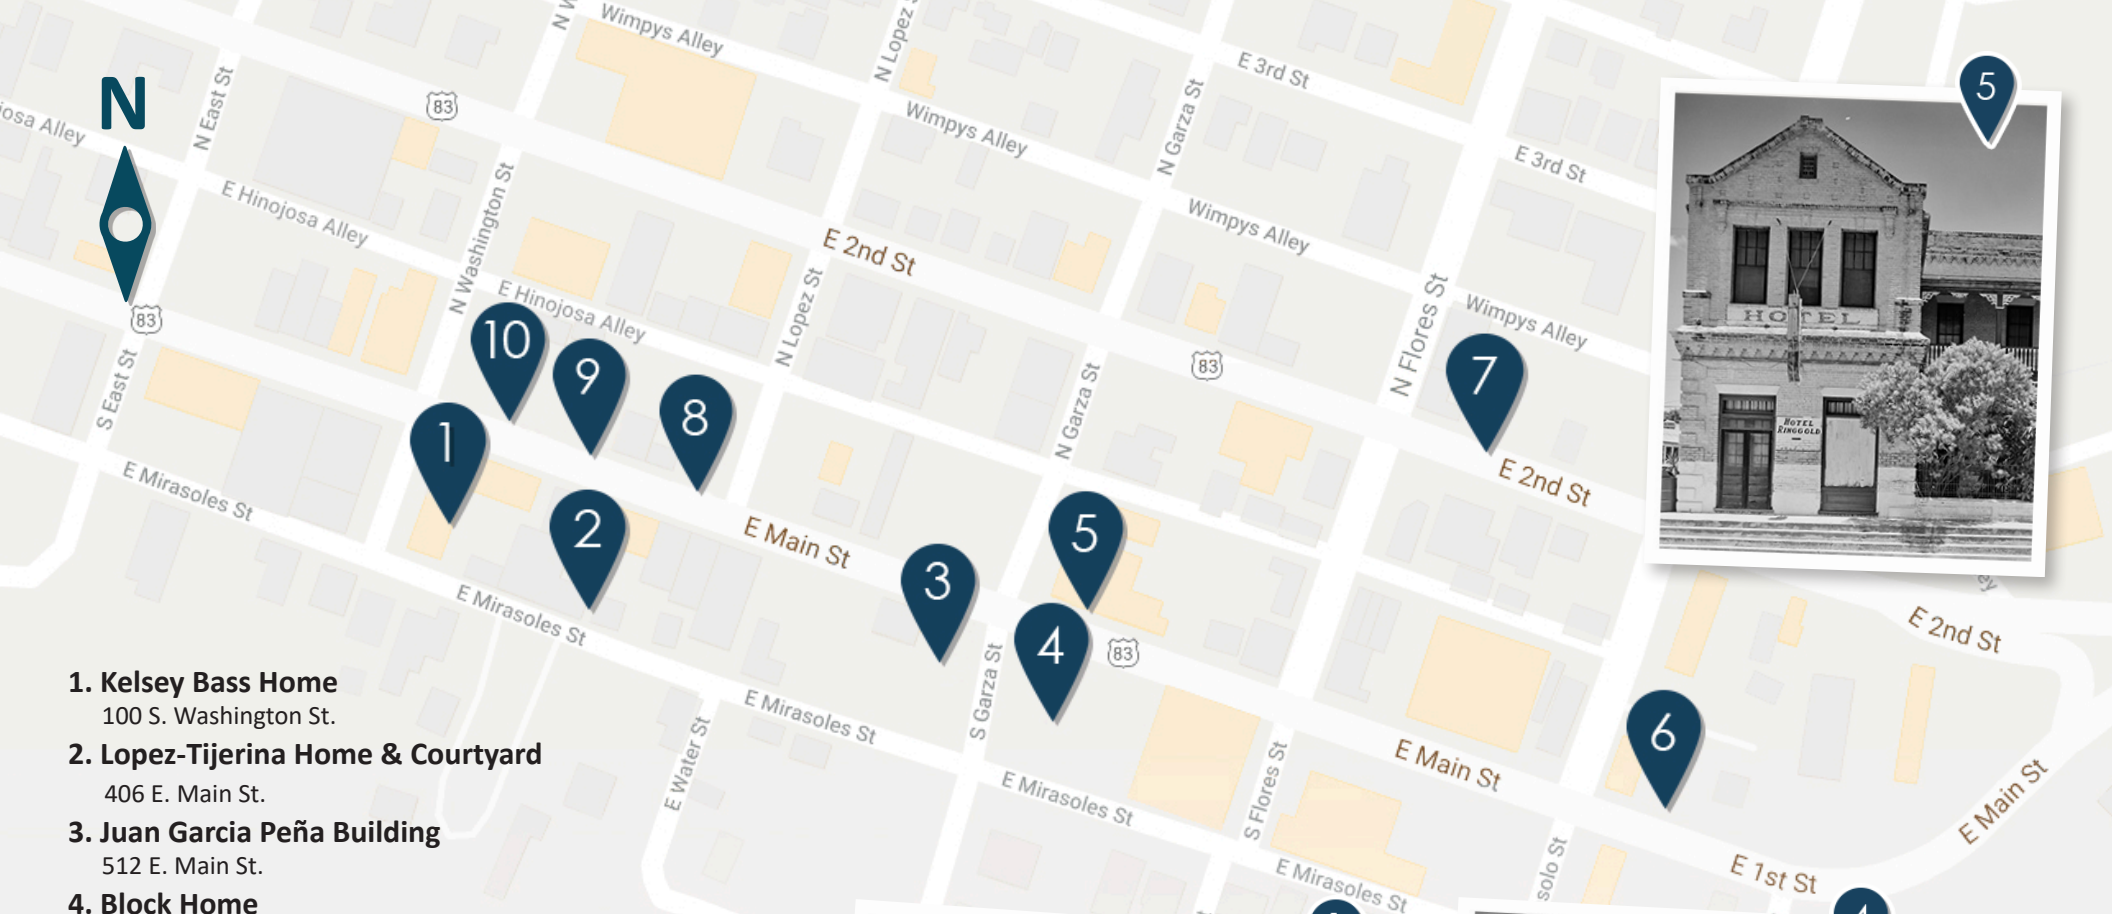 Wimpys Alley
N Lopez
E 3rd St
5
N
83
N East St
N Garza St
Wimpys Alley
E 3rd St
N Washington St
E Hinojosa Alley
Wimpys Alley
E 2nd St
HOTEL
HOTEL
RINGGOLD
N Lopez St
E Hinojosa Alley
N Flores St
Wimpys Alley
83
10
9
7
83
S East St
8
N Garza St
1
E 2nd St
E Mirasoles St
2
E Main St
5
3
E Mirasoles St
4
83
E 2nd St
S Garza St
6
E Mirasoles St
E Water St
E Main St
E Mirasoles St
S Flores St
E Main St
E 1st St
E Mirasoles St
1. Kelsey Bass Home
100 S. Washington St.
2. Lopez-Tijerina Home & Courtyard
406 E. Main St.
3. Juan Garcia Peña Building
512 E. Main St.
4. Block Home